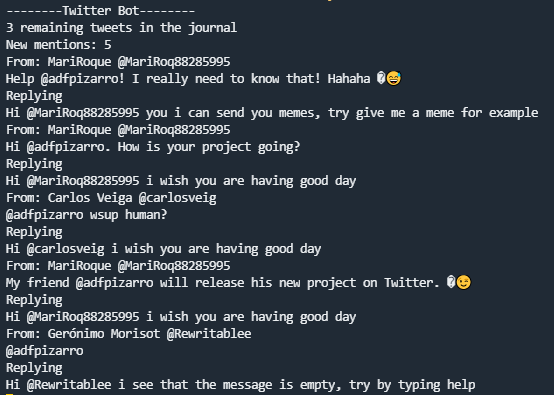 --------Twitter Bot--------
3 remaining tweets in the journal
New mentions: 5
From: MariRoque @MariRoq88285995
Help @adfpizarro! I really need to know that! Hahaha �😅
Replying
Hi @MariRoq88285995 you i can send you memes, try give me a meme for example
From: MariRoque @MariRoq88285995
Hi @adfpizarro. How is your project going?
Replying
Hi @MariRoq88285995 i wish you are having good day
From: Carlos Veiga @carlosveig
@adfpizarro wsup human?
Replying
Hi @carlosveig i wish you are having good day
From: MariRoque @MariRoq88285995
My friend @adfpizarro will release his new project on Twitter. �😉
Replying
Hi @MariRoq88285995 i wish you are having good day
From: Gerónimo Morisot @Rewritablee
@adfpizarro
Replying
Hi @Rewritablee i see that the message is empty, try by typing help